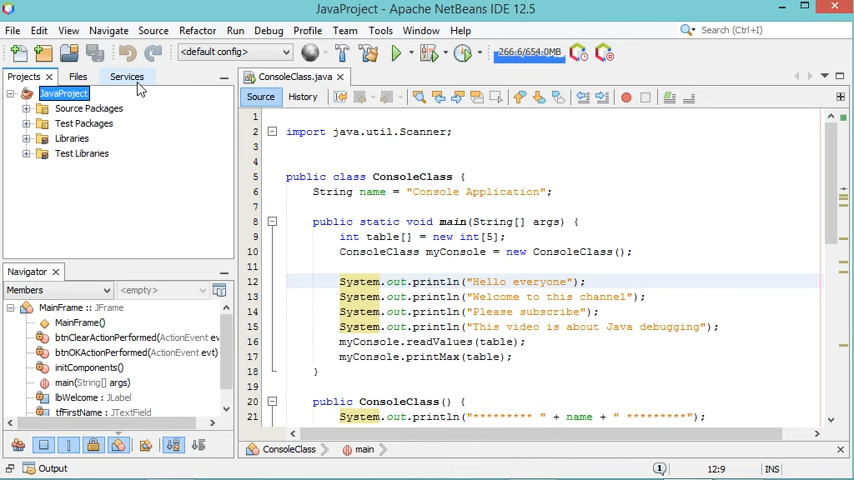 JavaProject - Apache NetBeans IDE 12.5
File Edit View Navigate Source Refactor Run Debug Profile Team Tools Window Help Search (Ctrl+I)
<default config> 266.6/654.0MB
Projects Files Services ConsoleClass.java
Source History
JavaProject
Source Packages
Test Packages
Libraries
Test Libraries
1
2 import java.util.Scanner;
3
4
5 public class ConsoleClass {
6 String name = "Console Application";
7
8 public static void main(String[] args) {
9 int table[] = new int[5];
10 ConsoleClass myConsole = new ConsoleClass();
11
12 System.out.println("Hello everyone");
13 System.out.println("Welcome to this channel");
14 System.out.println("Please subscribe");
15 System.out.println("This video is about Java debugging");
16 myConsole.readValues(table);
17 myConsole.printMax(table);
18 }
19
20 public ConsoleClass() {
21 System.out.println("********* " + name + " *********");
Navigator
Members <empty>
MainFrame :: JFrame
MainFrame()
btnClearActionPerformed(ActionEvent evt)
btnOKActionPerformed(ActionEvent evt)
initComponents()
main(String[] args)
lbWelcome : JLabel
tfFirstName : JTextField
ConsoleClass main
Output 1 12:9 INS